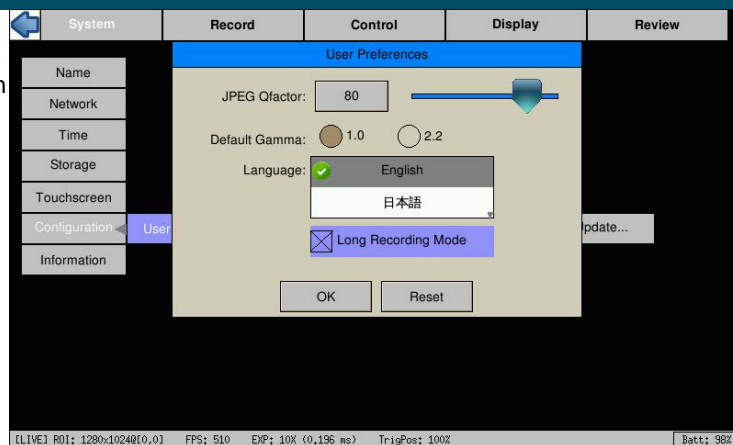 System Record Control Display Review
User Preferences
Name
Network
Time
Storage
Touchscreen
Configuration
Information
JPEG Qfactor: 80
Default Gamma: 1.0 2.2
Language: English
日本語
Long Recording Mode
User
OK Reset
[LIVE] ROI: 1280x1024@[0,0] FPS: 510 EXP: 10X (0.196 ms) TrigPos: 100% Batt: 98%